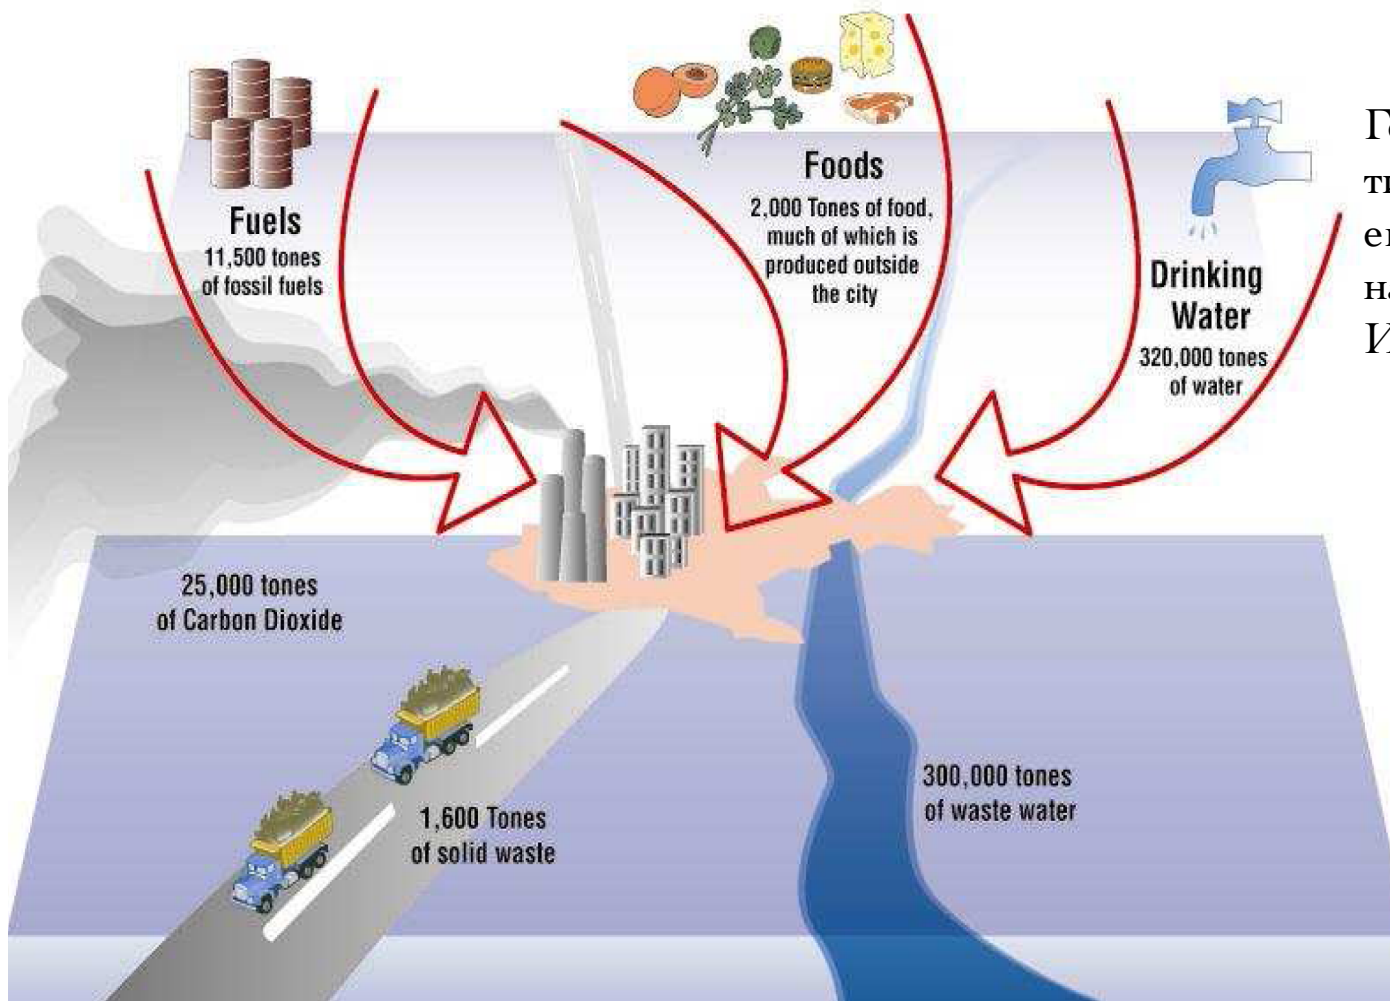 Foods
2,000 Tones of food,
much of which is
produced outside
the city
Fuels
11,500 tones
of fossil fuels
Drinking
Water
320,000 tones
of water
25,000 tones
of Carbon Dioxide
300,000 tones
of waste water
1,600 Tones
of solid waste